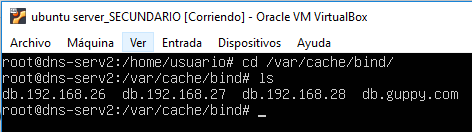 ubuntu server_SECUNDARIO [Corriendo] - Oracle VM VirtualBox
Archivo Máquina Ver Entrada Dispositivos Ayuda
root@dns-serv2:/home/usuario# cd /var/cache/bind/
root@dns-serv2:/var/cache/bind# ls
db.192.168.26 db.192.168.27 db.192.168.28 db.guppy.com
root@dns-serv2:/var/cache/bind# _